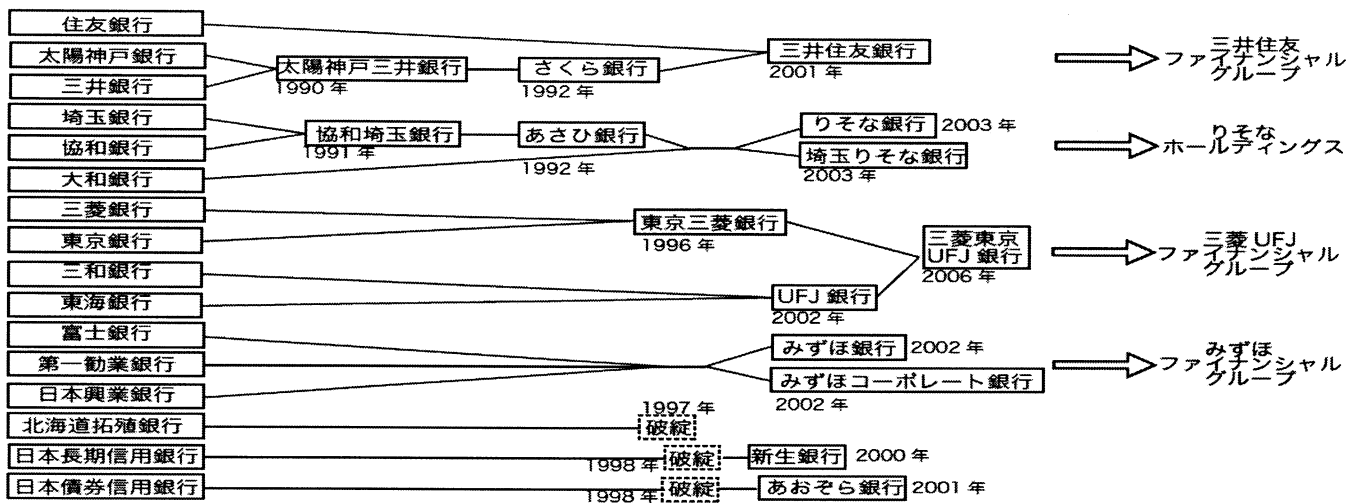 住友銀行
太陽神戸銀行
三井銀行
埼玉銀行
協和銀行
大和銀行
三菱銀行
東京銀行
三和銀行
東海銀行
富士銀行
第一勧業銀行
日本興業銀行
北海道拓殖銀行
日本長期信用銀行
日本債券信用銀行
太陽神戸三井銀行
1990 年
さくら銀行
1992 年
三井住友銀行
2001 年
三井住友
ファイナンシャル
グループ
協和埼玉銀行
1991 年
あさひ銀行
1992 年
りそな銀行 2003 年
埼玉りそな銀行
2003 年
りそな
ホールディングス
東京三菱銀行
1996 年
UFJ 銀行
2002 年
三菱東京
UFJ 銀行
2006 年
三菱 UFJ
ファイナンシャル
グループ
みずほ銀行 2002 年
みずほコーポレート銀行
2002 年
みずほ
ファイナンシャル
グループ
1997 年
破綻
1998 年 破綻 新生銀行 2000 年
1998 年 破綻 あおぞら銀行 2001 年